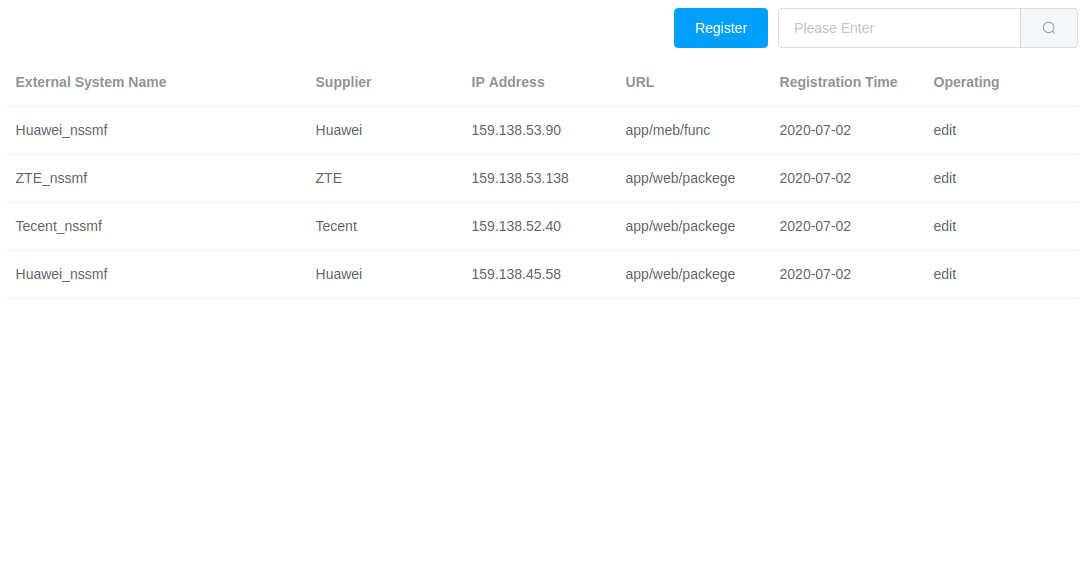 Register Please Enter
External System Name Supplier IP Address URL Registration Time Operating
Huawei_nssmf Huawei 159.138.53.90 app/meb/func 2020-07-02 edit
ZTE_nssmf ZTE 159.138.53.138 app/web/packege 2020-07-02 edit
Tecent_nssmf Tecent 159.138.52.40 app/web/packege 2020-07-02 edit
Huawei_nssmf Huawei 159.138.45.58 app/web/packege 2020-07-02 edit